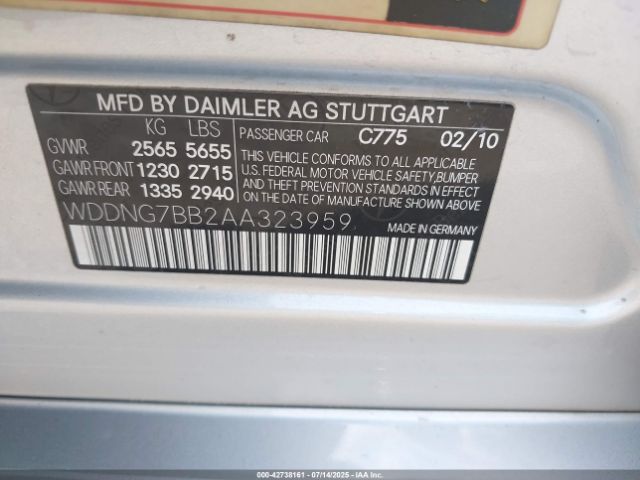 MFD BY DAIMLER AG STUTTGART
KG LBS
GVWR 2565 5655
GAWR FRONT 1230 2715
GAWR REAR 1335 2940
PASSENGER CAR C775 02/10
THIS VEHICLE CONFORMS TO ALL APPLICABLE
U.S. FEDERAL MOTOR VEHICLE SAFETY, BUMPER
AND THEFT PREVENTION STANDARDS IN EFFECT
ON THE DATE OF MANUFACTURE SHOWN ABOVE
WDDNG7BB2AA323959
MADE IN GERMANY
000-42738161 - 07/14/2025 - IAA Inc.